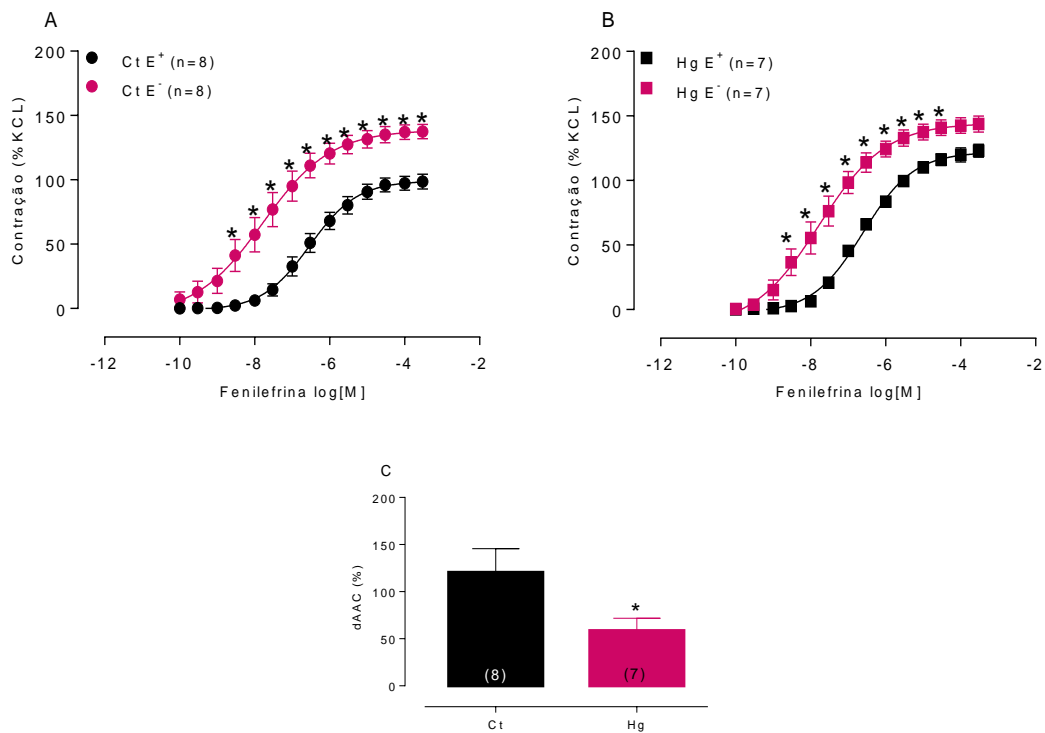 A
Ct E⁺ (n=8)
Ct E⁻ (n=8)
Contração (%KCL)
200
150
100
50
0
* * * * * * * * * *
-12 -10 -8 -6 -4 -2
Fenilefrina log[M]
B
Hg E⁺ (n=7)
Hg E⁻ (n=7)
Contração (%KCL)
200
150
100
50
0
* * * * * * * * *
-12 -10 -8 -6 -4 -2
Fenilefrina log[M]
C
dAAC (%)
200
150
100
50
0
*
(8) (7)
Ct Hg